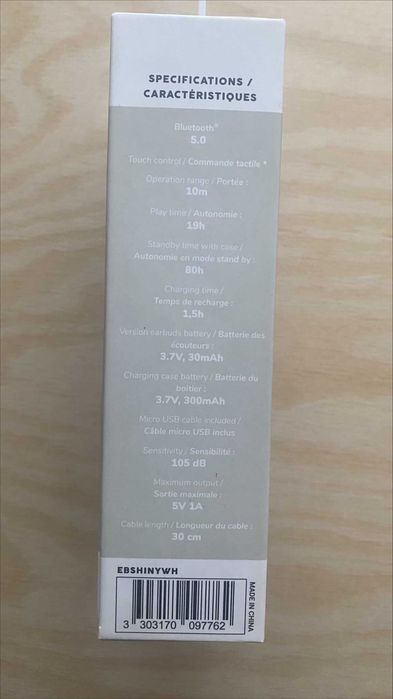 SPECIFICATIONS /
CARACTÉRISTIQUES
Bluetooth®
5.0
Touch control / Commande tactile *
Operation range / Portée :
10m
Play time / Autonomie :
19h
Standby time with case /
Autonomie en mode stand by :
80h
Charging time /
Temps de recharge :
1,5h
Version earbuds battery / Batterie des
écouteurs :
3.7V, 30mAh
Charging case battery / Batterie du
boitier :
3.7V, 300mAh
Micro USB cable included /
Câble micro USB inclus
Sensitivity / Sensibilité :
105 dB
Maximum output /
Sortie maximale :
5V 1A
Cable length / Longueur du cable :
30 cm
EBSHINYWH
3 303170 097762
MADE IN CHINA